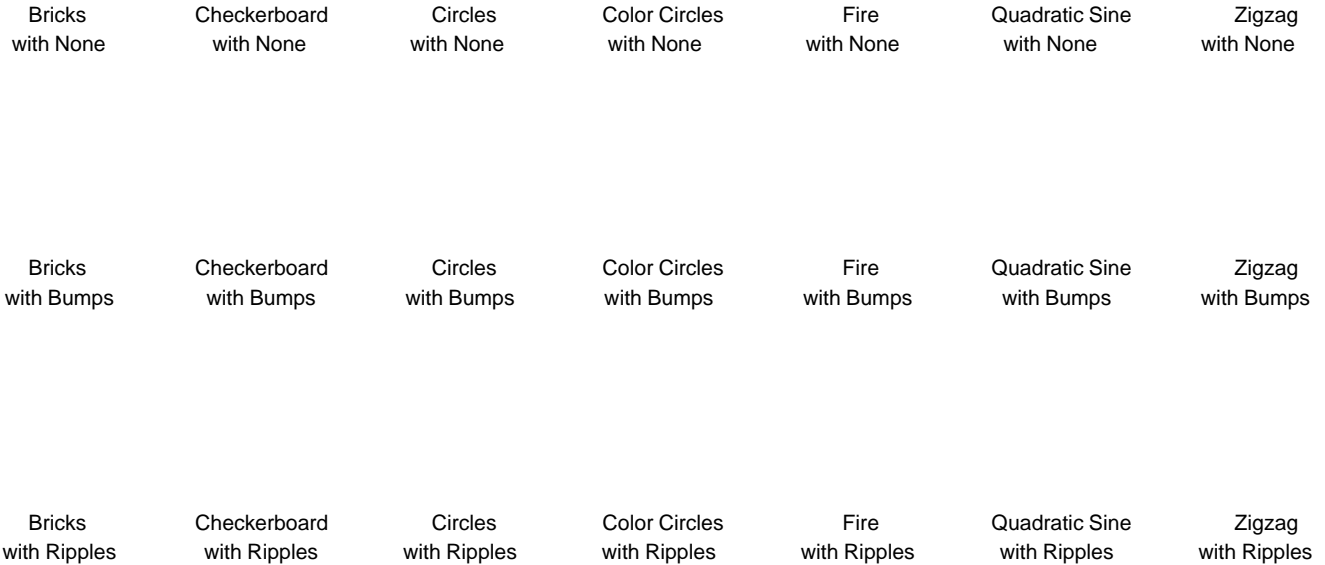 Bricks Checkerboard Circles Color Circles Fire Quadratic Sine Zigzag
with None with None with None with None with None with None with None
Bricks Checkerboard Circles Color Circles Fire Quadratic Sine Zigzag
with Bumps with Bumps with Bumps with Bumps with Bumps with Bumps with Bumps
Bricks Checkerboard Circles Color Circles Fire Quadratic Sine Zigzag
with Ripples with Ripples with Ripples with Ripples with Ripples with Ripples with Ripples